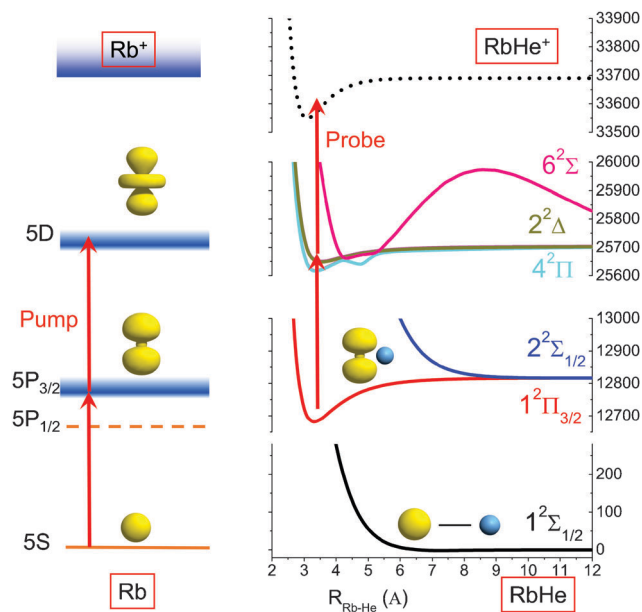 Rb⁺
5D
Pump
5P₃/₂
5P₁/₂
5S
Rb
RbHe⁺
Probe
33900
33800
33700
33600
33500
6²Σ
2²Δ
4²Π
26000
25900
25800
25700
25600
2²Σ₁/₂
1²Π₃/₂
13000
12900
12800
12700
1²Σ₁/₂
200
100
0
2 3 4 5 6 7 8 9 10 11 12
R_Rb-He (A)
RbHe